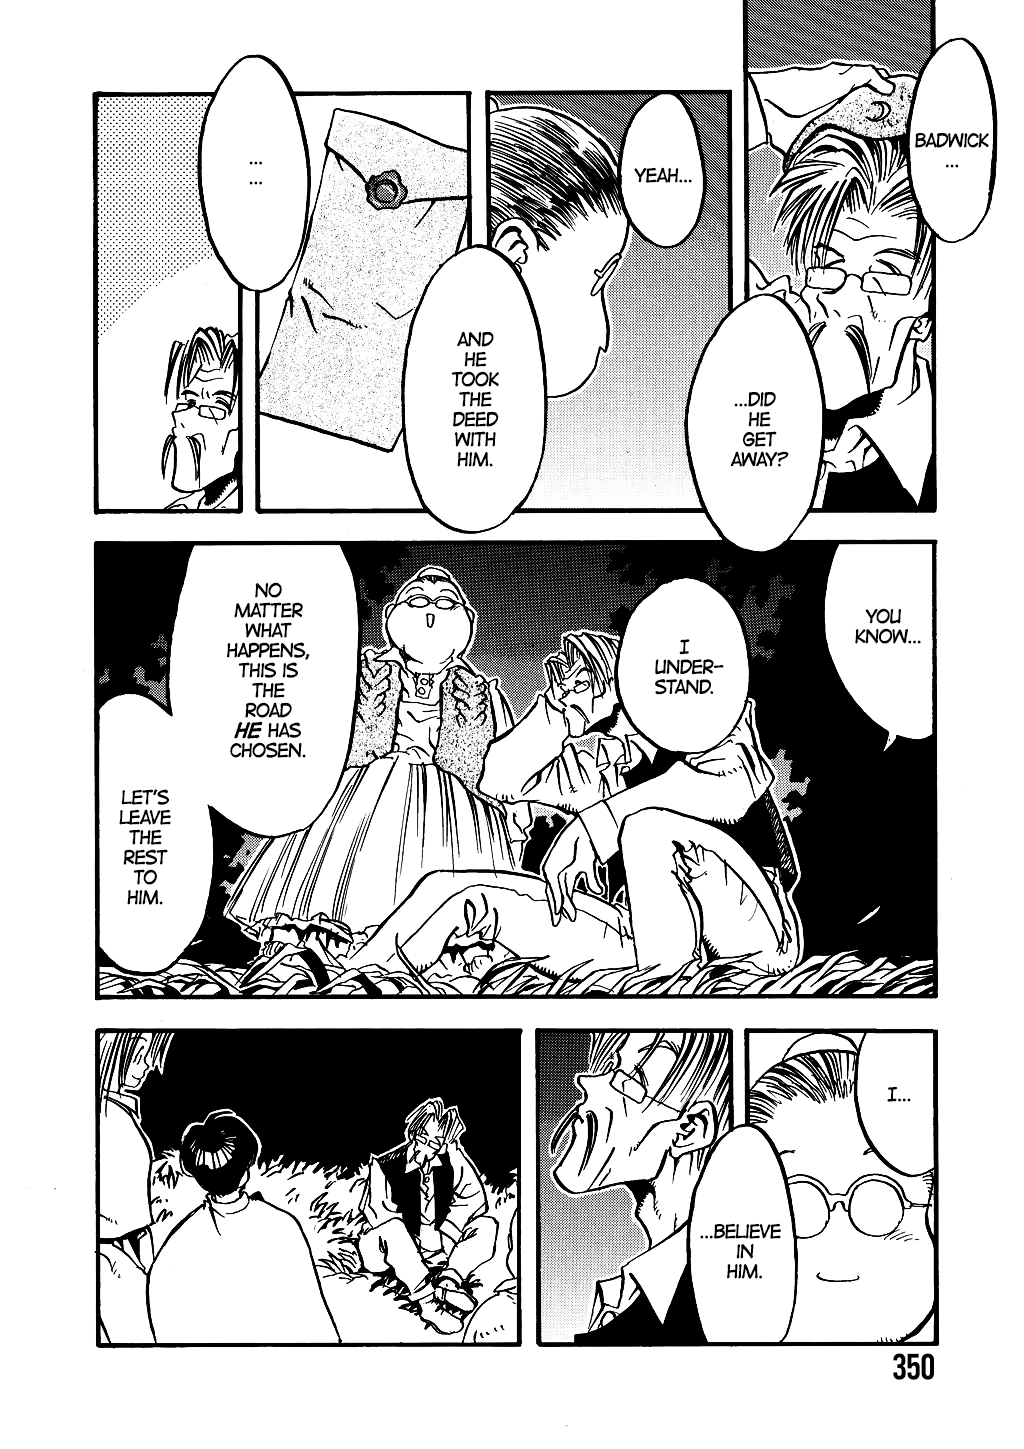 BADWICK
...
...DID
HE
GET
AWAY?
YEAH...
AND
HE
TOOK
THE
DEED
WITH
HIM.
...
...
YOU
KNOW...
I
UNDER-
STAND.
NO
MATTER
WHAT
HAPPENS,
THIS IS
THE
ROAD
HE HAS
CHOSEN.
LET'S
LEAVE
THE
REST
TO
HIM.
I...
...BELIEVE
IN
HIM.
350